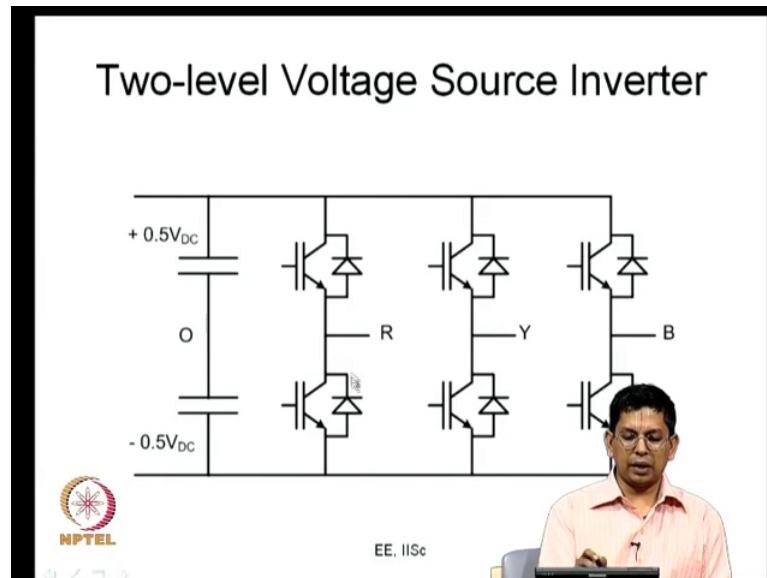 Two-level Voltage Source Inverter
+ 0.5VDC
O
R
Y
B
- 0.5VDC
NPTEL
EE, IISc